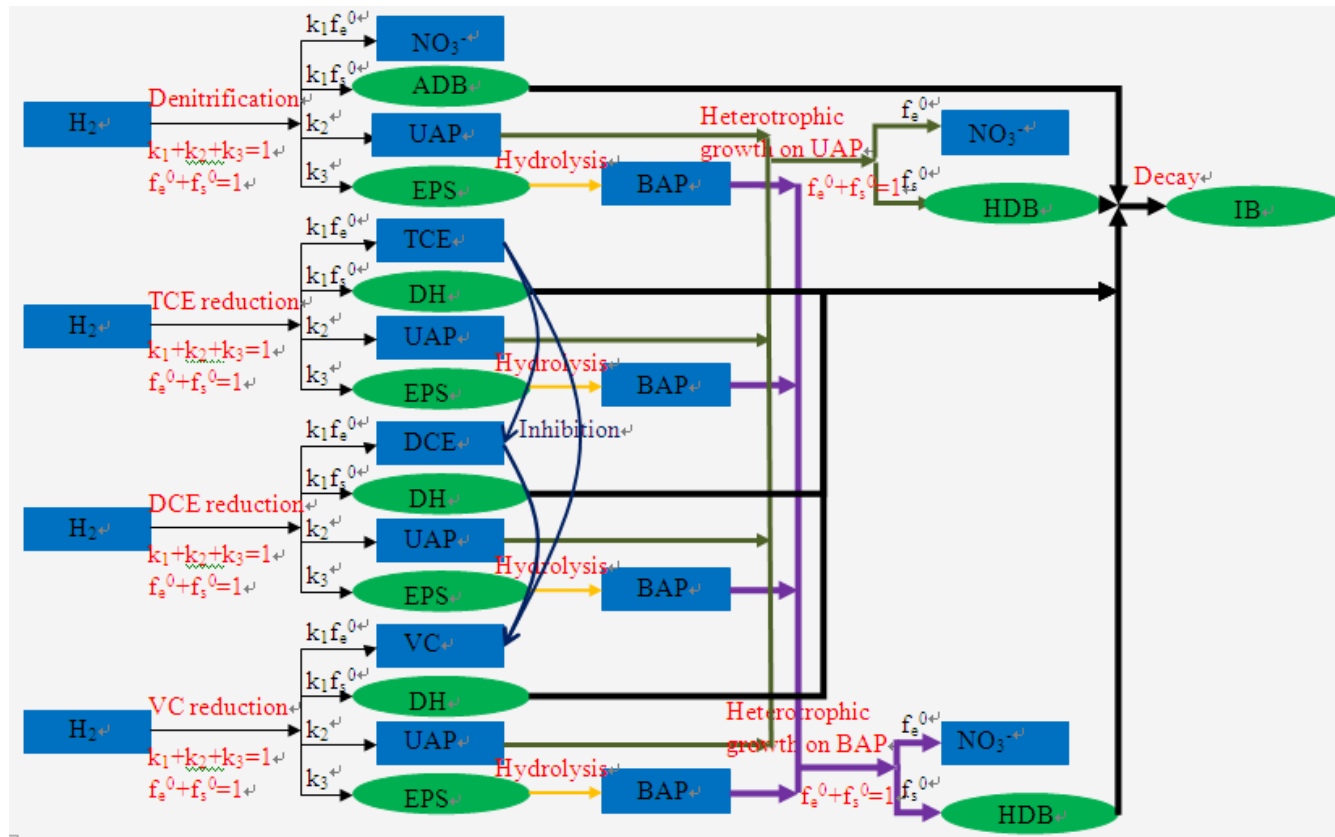 H₂↵
Denitrification↵
k₁+k₂+k₃=1↵
fₑ⁰+fₛ⁰=1↵
k₁fₑ⁰↵
NO₃⁻↵
k₁fₛ⁰↵
ADB↵
k₂↵
UAP↵
k₃↵
EPS↵
Hydrolysis↵
BAP↵
Heterotrophic
growth on UAP↵
fₑ⁰+fₛ⁰=1↵
fₑ⁰↵
NO₃⁻↵
fₛ⁰↵
HDB↵
Decay↵
IB↵
H₂↵
TCE reduction↵
k₁+k₂+k₃=1↵
fₑ⁰+fₛ⁰=1↵
k₁fₑ⁰↵
TCE↵
k₁fₛ⁰↵
DH↵
k₂↵
UAP↵
k₃↵
EPS↵
Hydrolysis↵
BAP↵
Inhibition↵
H₂↵
DCE reduction↵
k₁+k₂+k₃=1↵
fₑ⁰+fₛ⁰=1↵
k₁fₑ⁰↵
DCE↵
k₁fₛ⁰↵
DH↵
k₂↵
UAP↵
k₃↵
EPS↵
Hydrolysis↵
BAP↵
H₂↵
VC reduction↵
k₁+k₂+k₃=1↵
fₑ⁰+fₛ⁰=1↵
k₁fₑ⁰↵
VC↵
k₁fₛ⁰↵
DH↵
k₂↵
UAP↵
k₃↵
EPS↵
Hydrolysis↵
BAP↵
Heterotrophic
growth on BAP↵
fₑ⁰+fₛ⁰=1↵
fₑ⁰↵
NO₃⁻↵
fₛ⁰↵
HDB↵